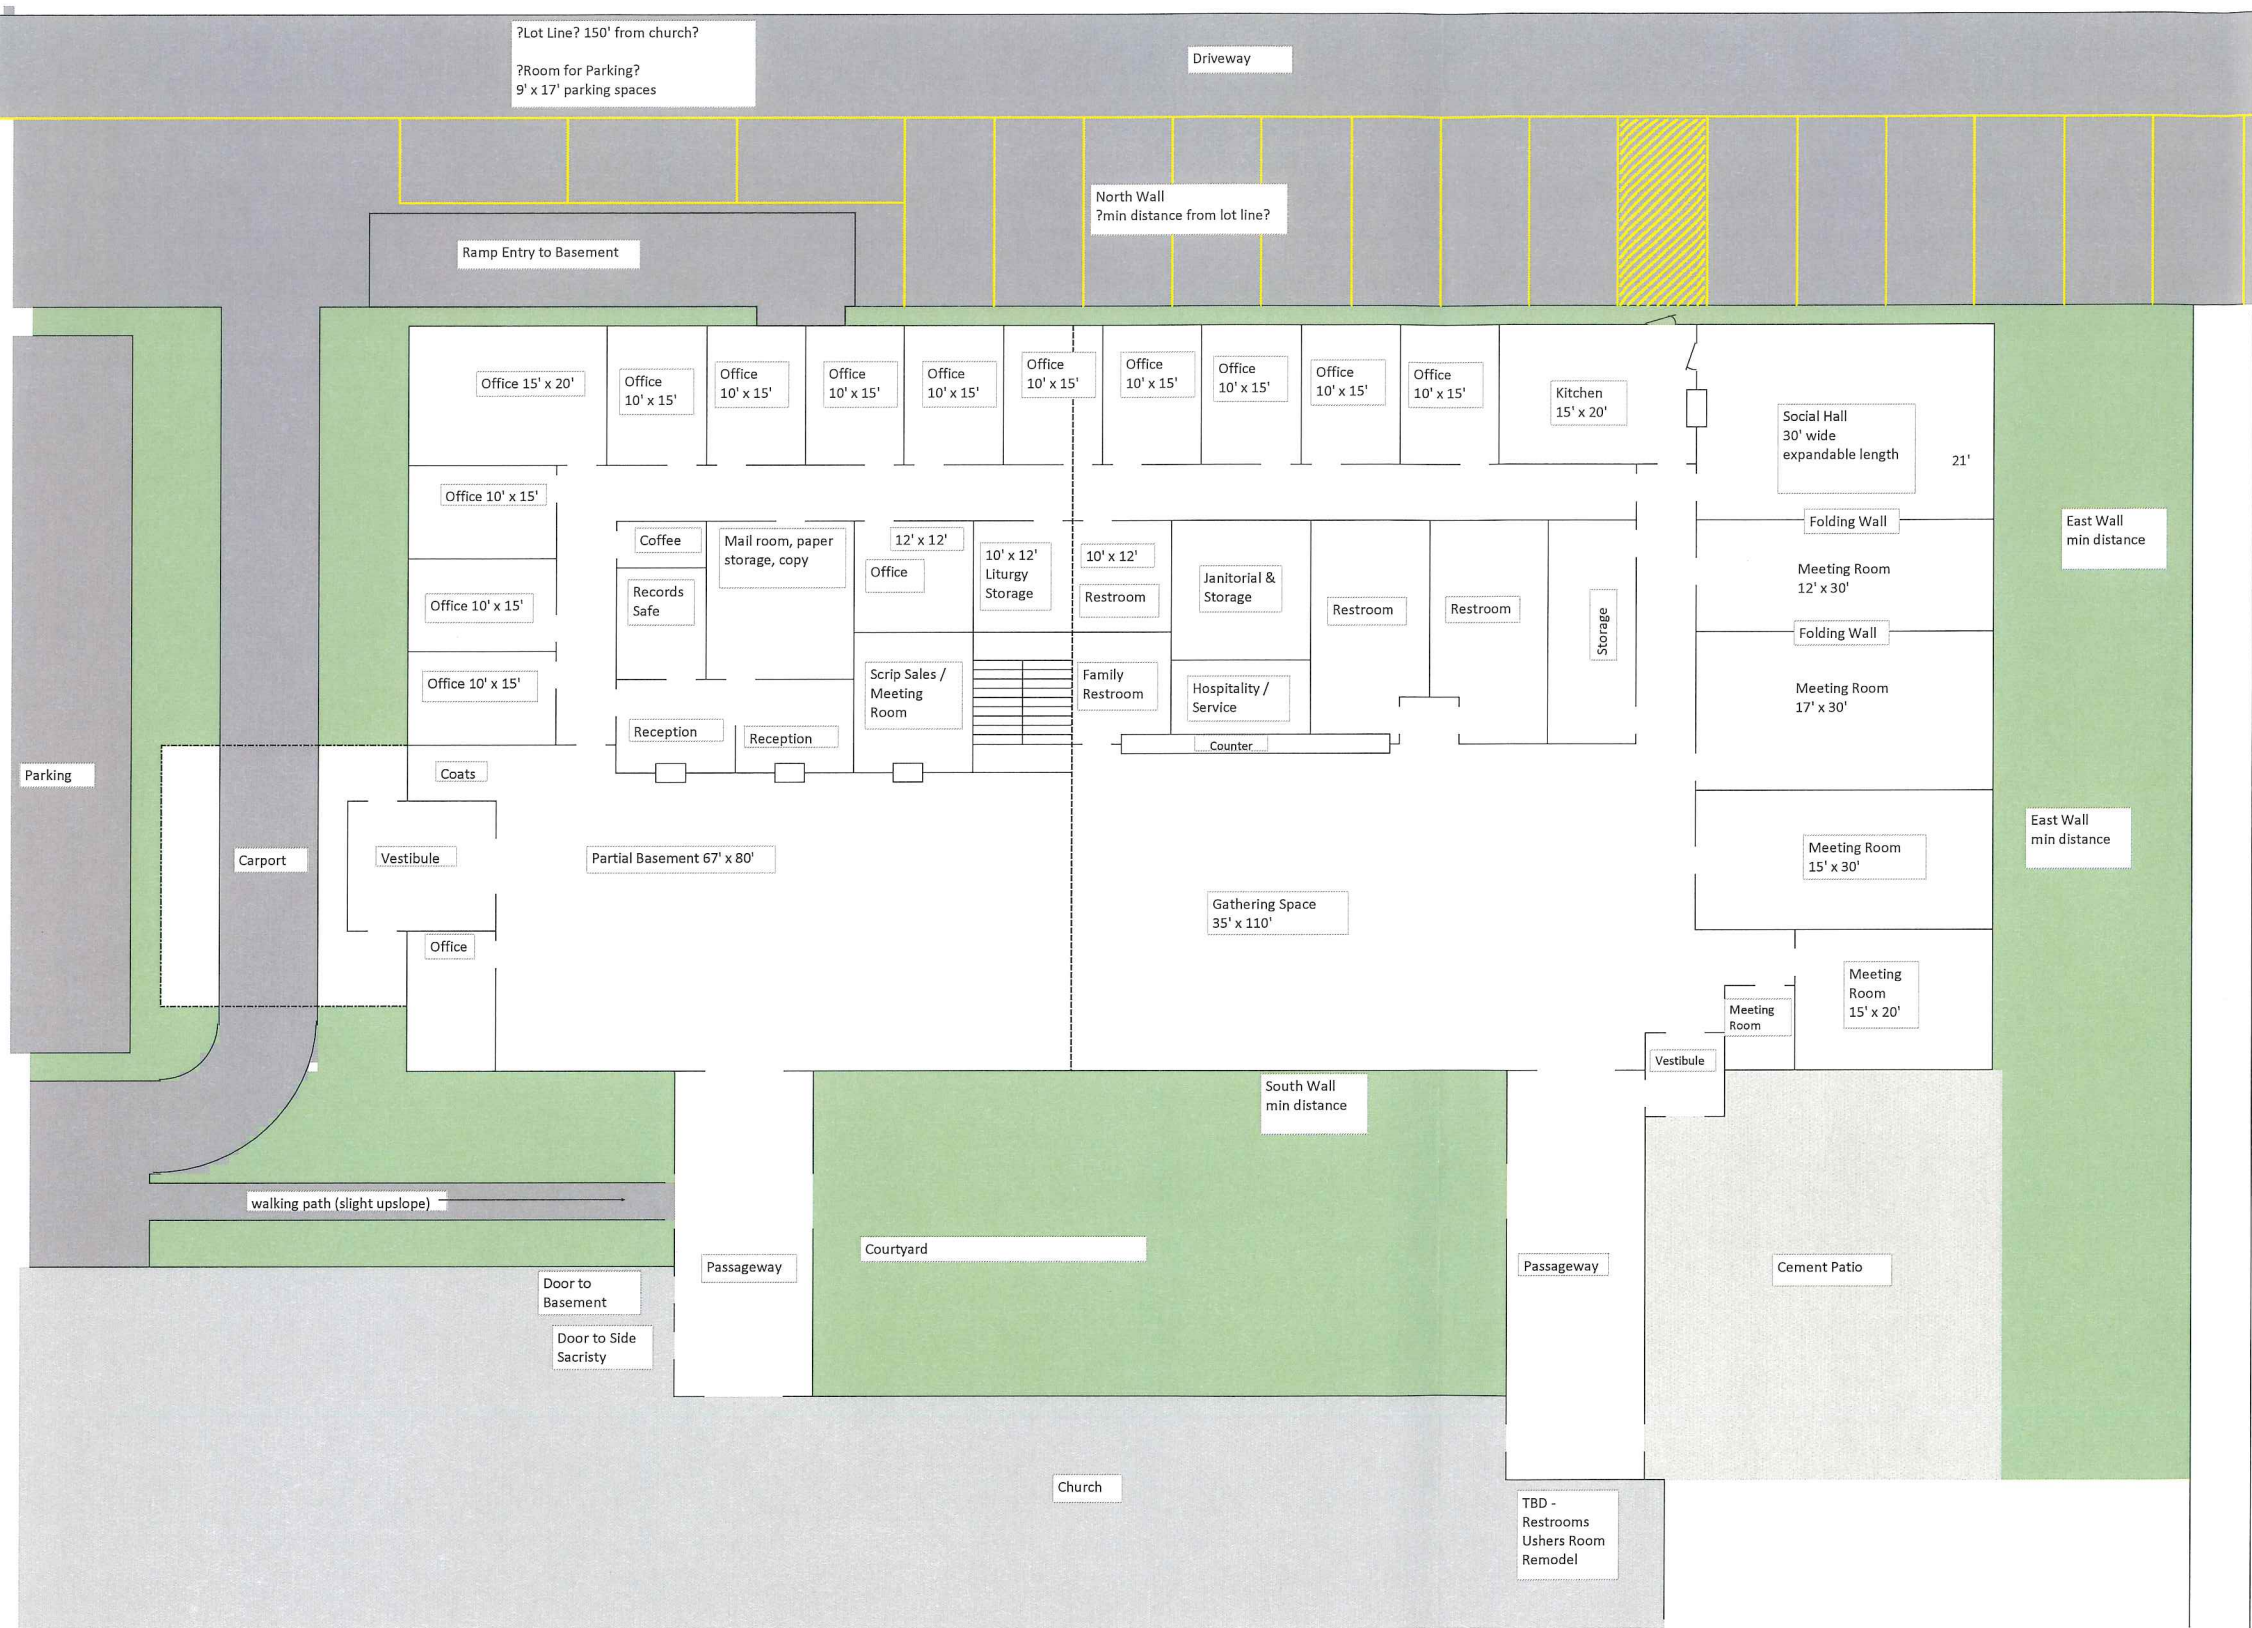 ?Lot Line? 150' from church?
?Room for Parking?
9' x 17' parking spaces
Driveway
North Wall
?min distance from lot line?
Ramp Entry to Basement
Office 15' x 20'
Office
10' x 15'
Office
10' x 15'
Office
10' x 15'
Office
10' x 15'
Office
10' x 15'
Office
10' x 15'
Office
10' x 15'
Office
10' x 15'
Office
10' x 15'
Kitchen
15' x 20'
Social Hall
30' wide
expandable length
21'
Office 10' x 15'
Coffee
Mail room, paper
storage, copy
12' x 12'
Office
10' x 12'
Liturgy
Storage
10' x 12'
Restroom
Janitorial &
Storage
Restroom
Restroom
Storage
Folding Wall
Meeting Room
12' x 30'
East Wall
min distance
Office 10' x 15'
Records
Safe
Folding Wall
Office 10' x 15'
Scrip Sales /
Meeting
Room
Family
Restroom
Hospitality /
Service
Meeting Room
17' x 30'
Reception
Reception
Counter
Parking
Coats
Carport
Vestibule
Partial Basement 67' x 80'
Gathering Space
35' x 110'
Meeting Room
15' x 30'
East Wall
min distance
Office
Meeting
Room
15' x 20'
Meeting
Room
Vestibule
South Wall
min distance
walking path (slight upslope)
Courtyard
Passageway
Passageway
Cement Patio
Door to
Basement
Door to Side
Sacristy
Church
TBD -
Restrooms
Ushers Room
Remodel